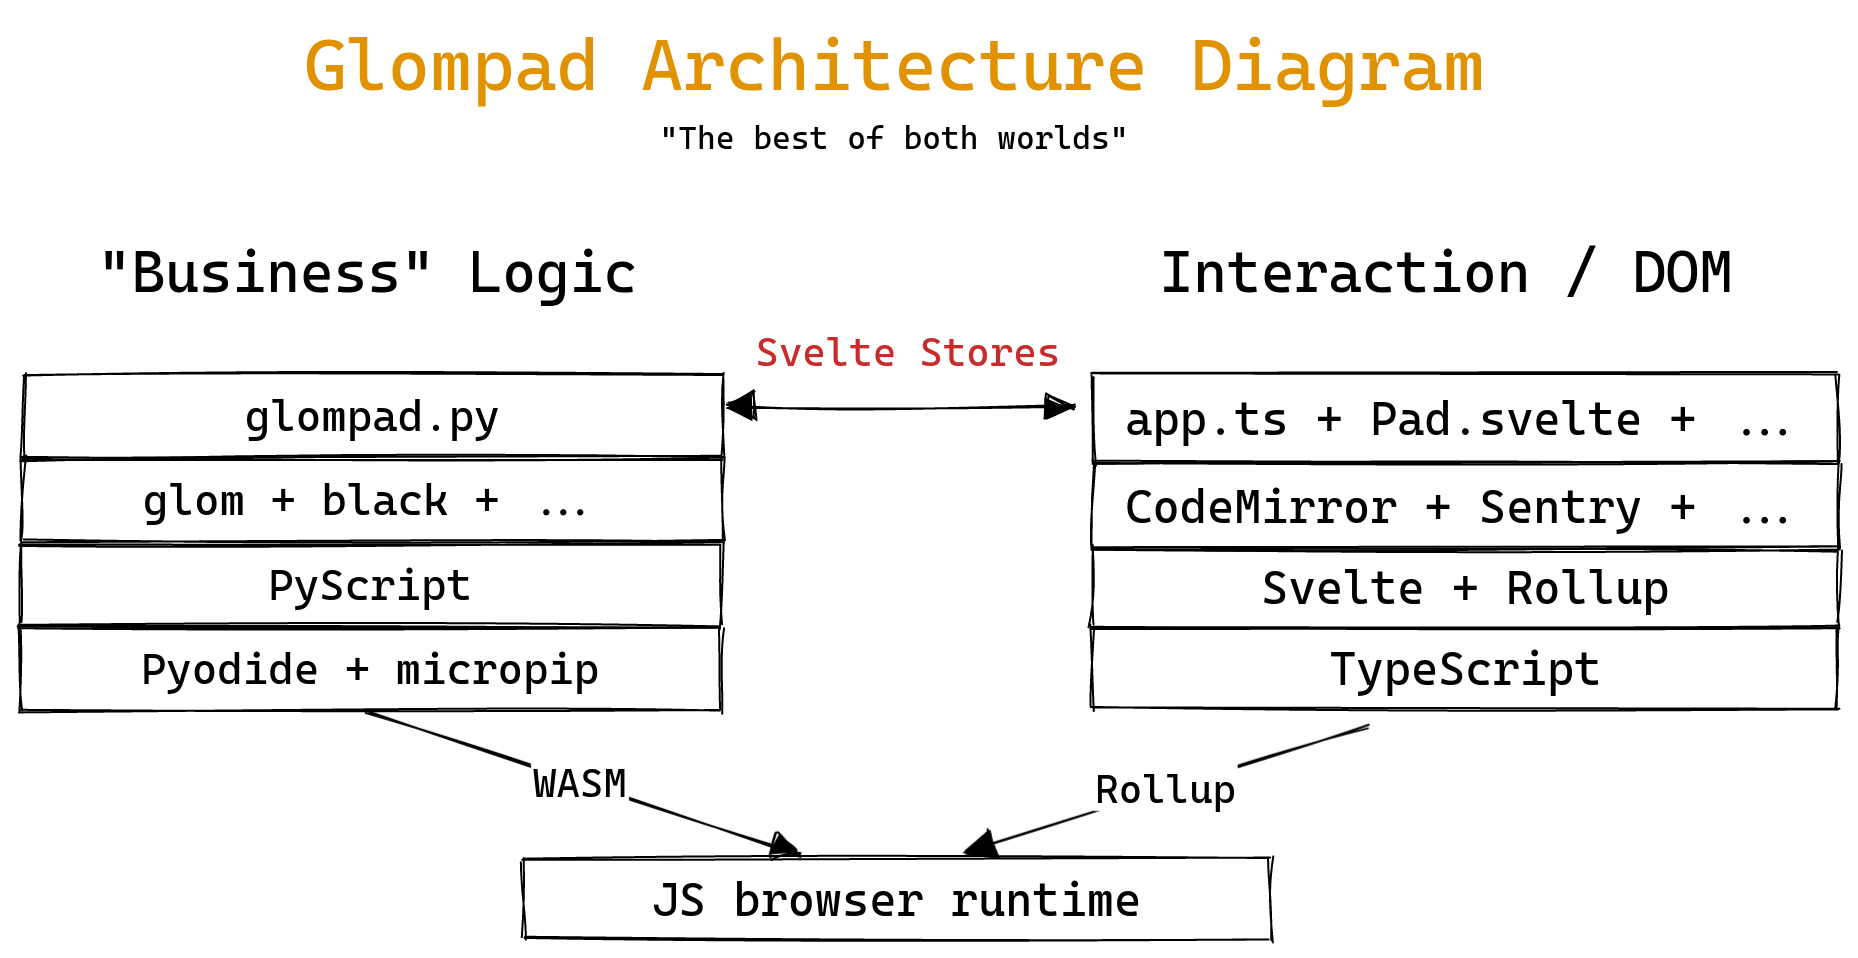 Glompad Architecture Diagram
"The best of both worlds"
"Business" Logic
Interaction / DOM
Svelte Stores
glompad.py
glom + black + ...
PyScript
Pyodide + micropip
app.ts + Pad.svelte + ...
CodeMirror + Sentry + ...
Svelte + Rollup
TypeScript
WASM
Rollup
JS browser runtime